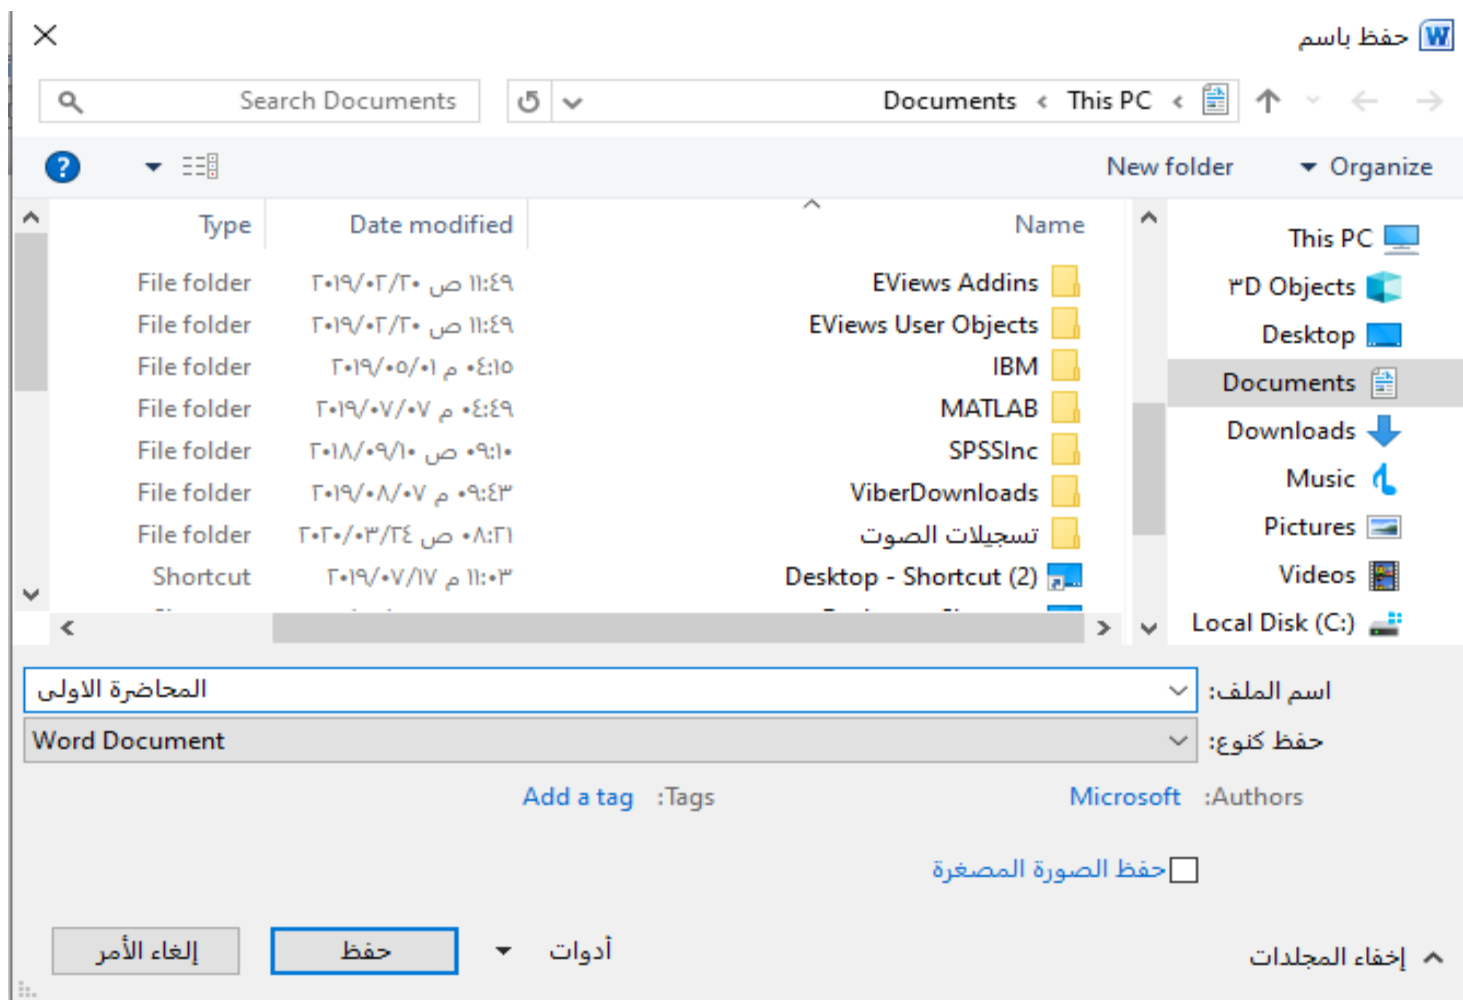 حفظ باسم
This PC › Documents
Search Documents
Organize
New folder
This PC
٣D Objects
Desktop
Documents
Downloads
Music
Pictures
Videos
Local Disk (C:)
Name Date modified Type
EViews Addins ١١:٤٩ ص ٢٠١٩/٠٢/٢٠ File folder
EViews User Objects ١١:٤٩ ص ٢٠١٩/٠٢/٢٠ File folder
IBM ٠٤:١٥ م ٢٠١٩/٠٥/٠١ File folder
MATLAB ٠٤:٤٩ م ٢٠١٩/٠٧/٠٧ File folder
SPSSInc ٠٩:١٠ ص ٢٠١٨/٠٩/١٠ File folder
ViberDownloads ٠٩:٤٣ م ٢٠١٩/٠٨/٠٧ File folder
تسجيلات الصوت ٠٨:٢١ ص ٢٠٢٠/٠٣/٢٤ File folder
Desktop - Shortcut (2) ١١:٠٣ م ٢٠١٩/٠٧/١٧ Shortcut
اسم الملف: المحاضرة الاولى
حفظ كنوع: Word Document
Authors: Microsoft Tags: Add a tag
حفظ الصورة المصغرة
إخفاء المجلدات أدوات حفظ إلغاء الأمر